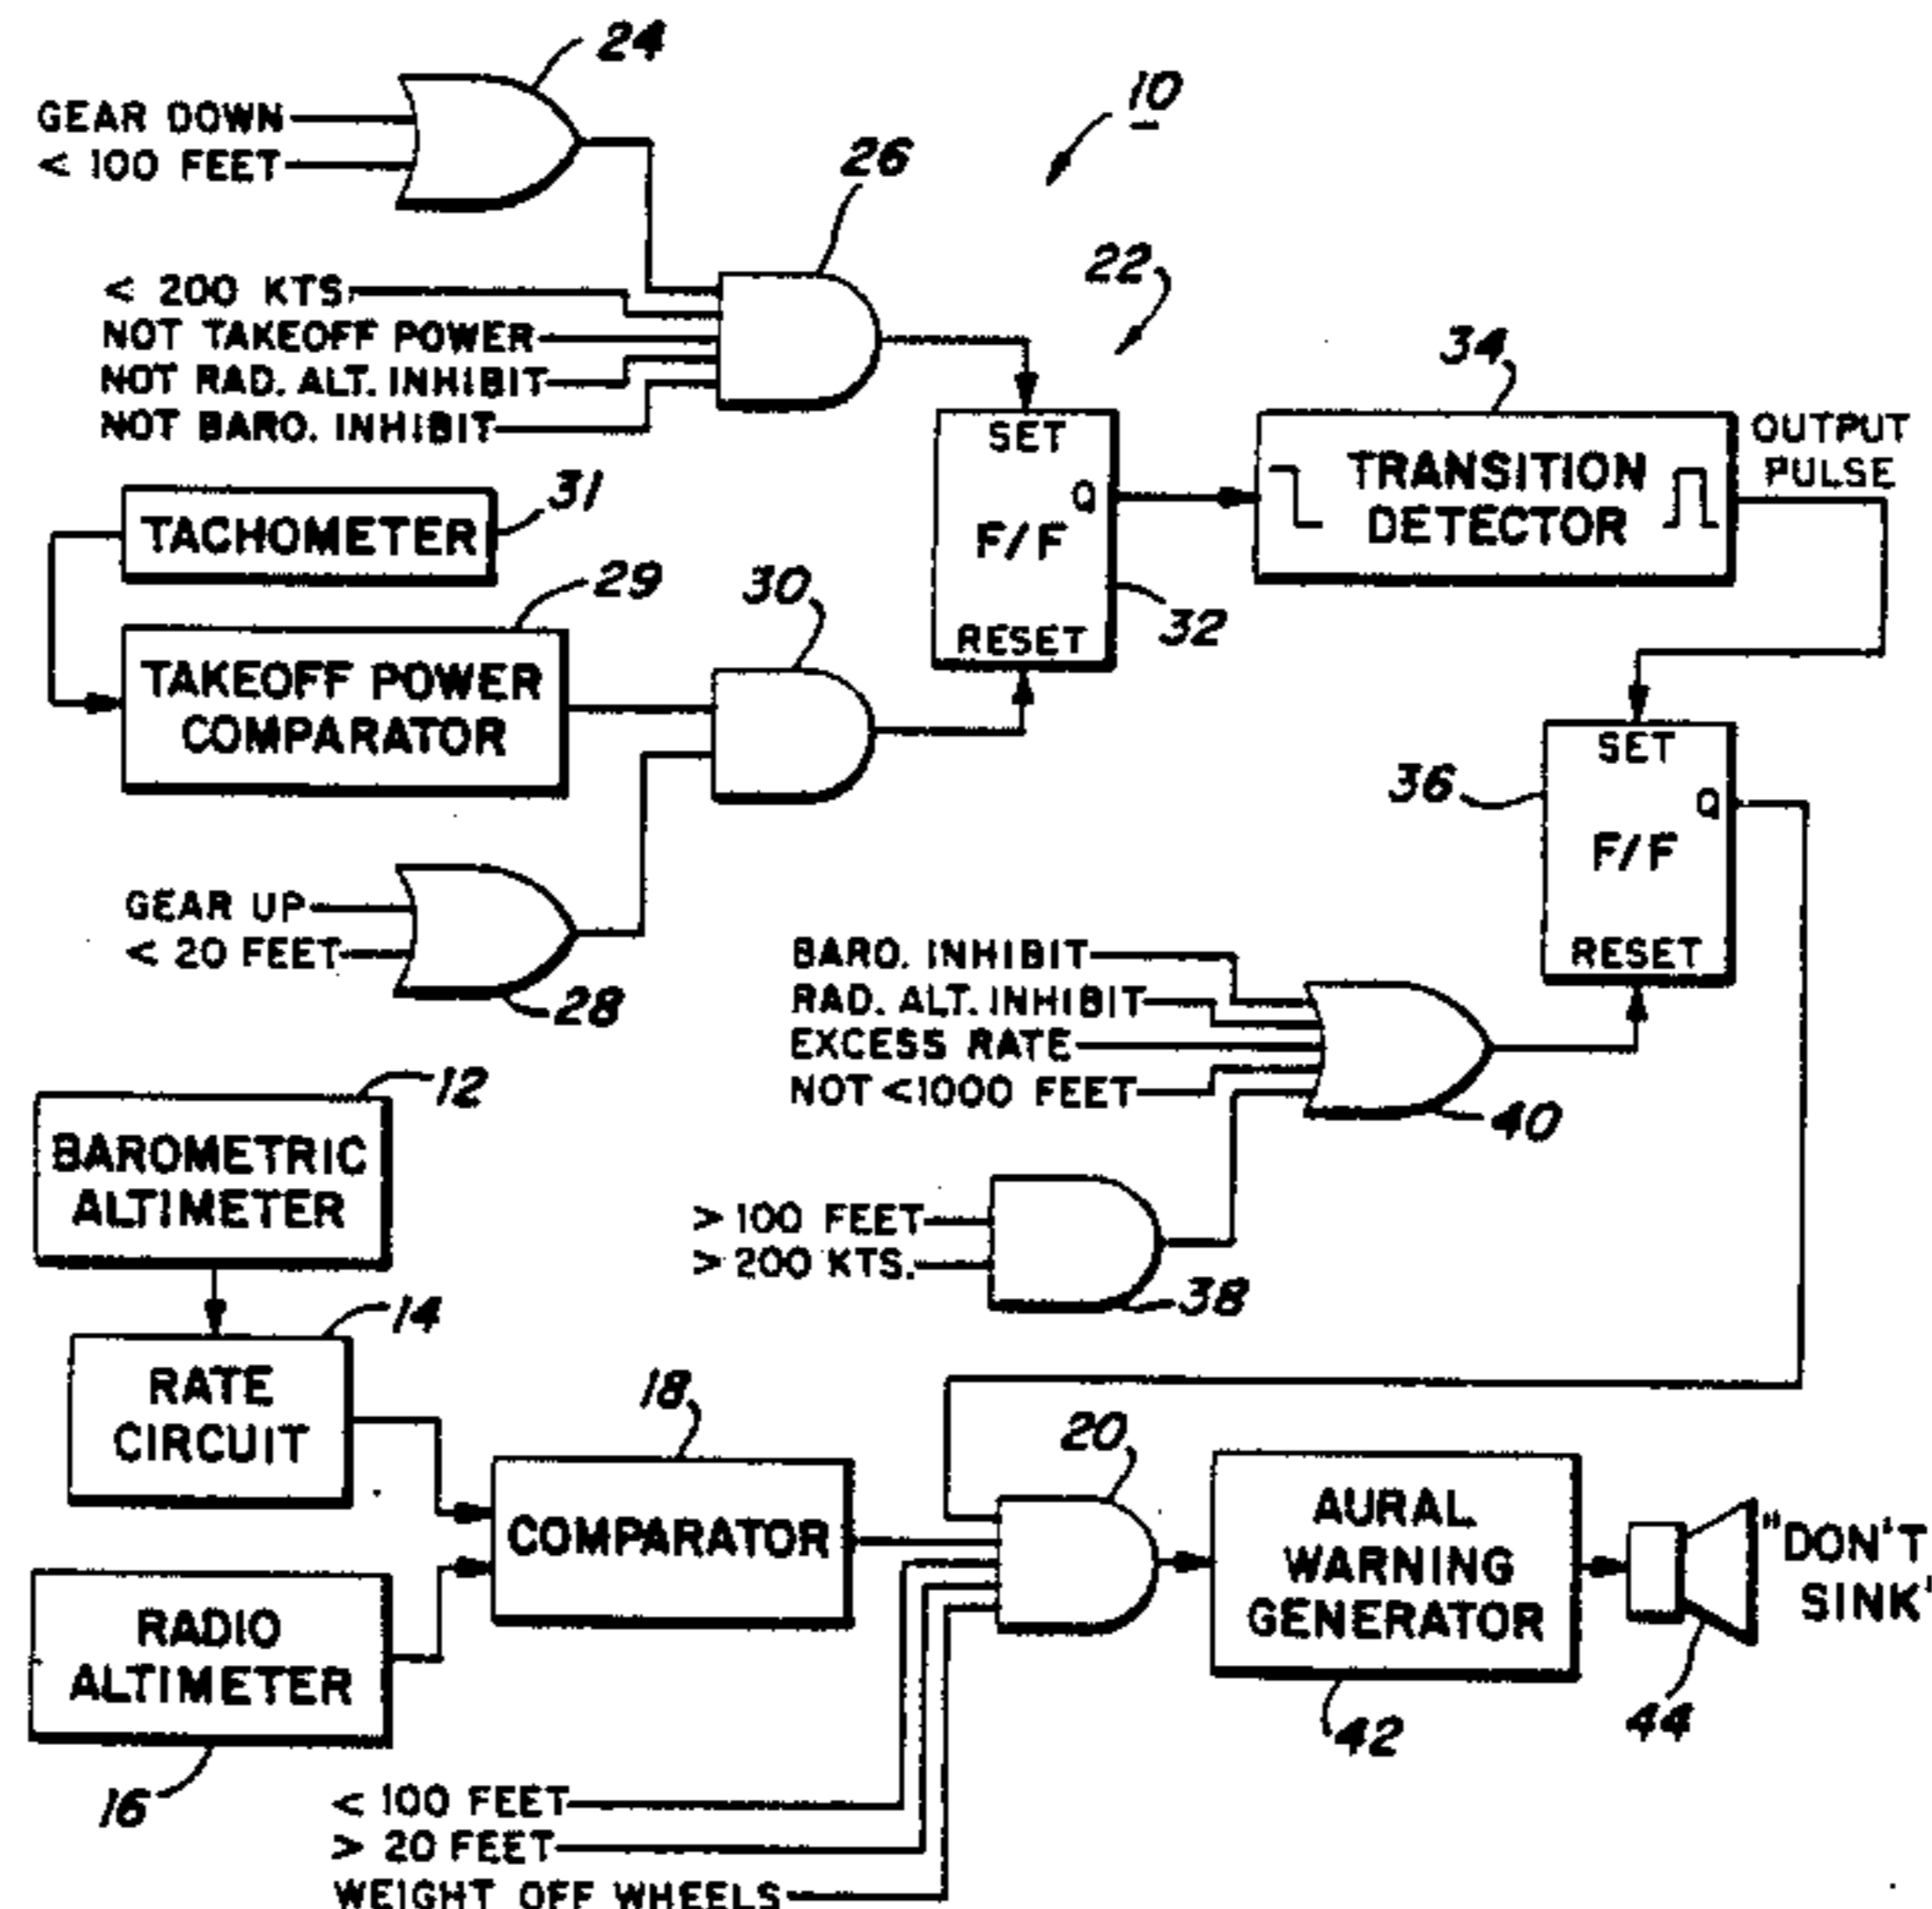 24
GEAR DOWN
< 100 FEET
10
26
22
< 200 KTS.
NOT TAKEOFF POWER
NOT RAD. ALT. INHIBIT
NOT BARO. INHIBIT
34
SET
Q
F/F
RESET
32
TRANSITION
DETECTOR
OUTPUT
PULSE
TACHOMETER
31
29
TAKEOFF POWER
COMPARATOR
30
36
SET
Q
F/F
RESET
GEAR UP
< 20 FEET
28
BARO. INHIBIT
RAD. ALT. INHIBIT
EXCESS RATE
NOT <1000 FEET
40
12
BAROMETRIC
ALTIMETER
> 100 FEET
> 200 KTS.
38
14
RATE
CIRCUIT
18
COMPARATOR
20
AURAL
WARNING
GENERATOR
42
"DON'T
SINK"
44
RADIO
ALTIMETER
16
< 100 FEET
> 20 FEET
WEIGHT OFF WHEELS